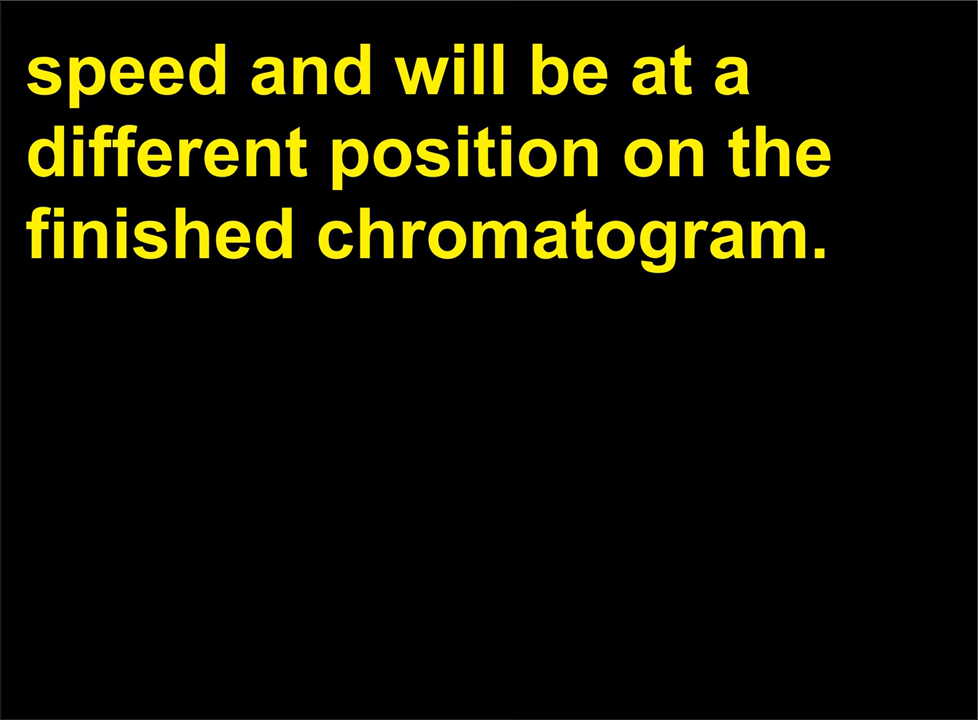 speed and will be at a
different position on the
finished chromatogram.